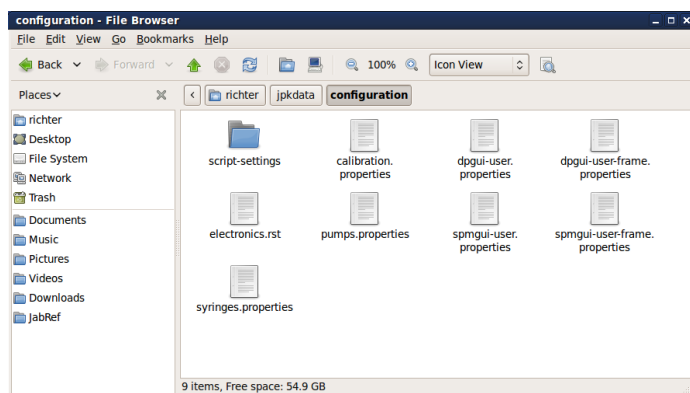 configuration - File Browser
File Edit View Go Bookmarks Help
Back Forward 100% Icon View
Places richter jpkdata configuration
richter
Desktop
File System
Network
Trash
Documents
Music
Pictures
Videos
Downloads
JabRef
script-settings
calibration.
properties
dpgui-user.
properties
dpgui-user-frame.
properties
electronics.rst
pumps.properties
spmgui-user.
properties
spmgui-user-frame.
properties
syringes.properties
9 items, Free space: 54.9 GB